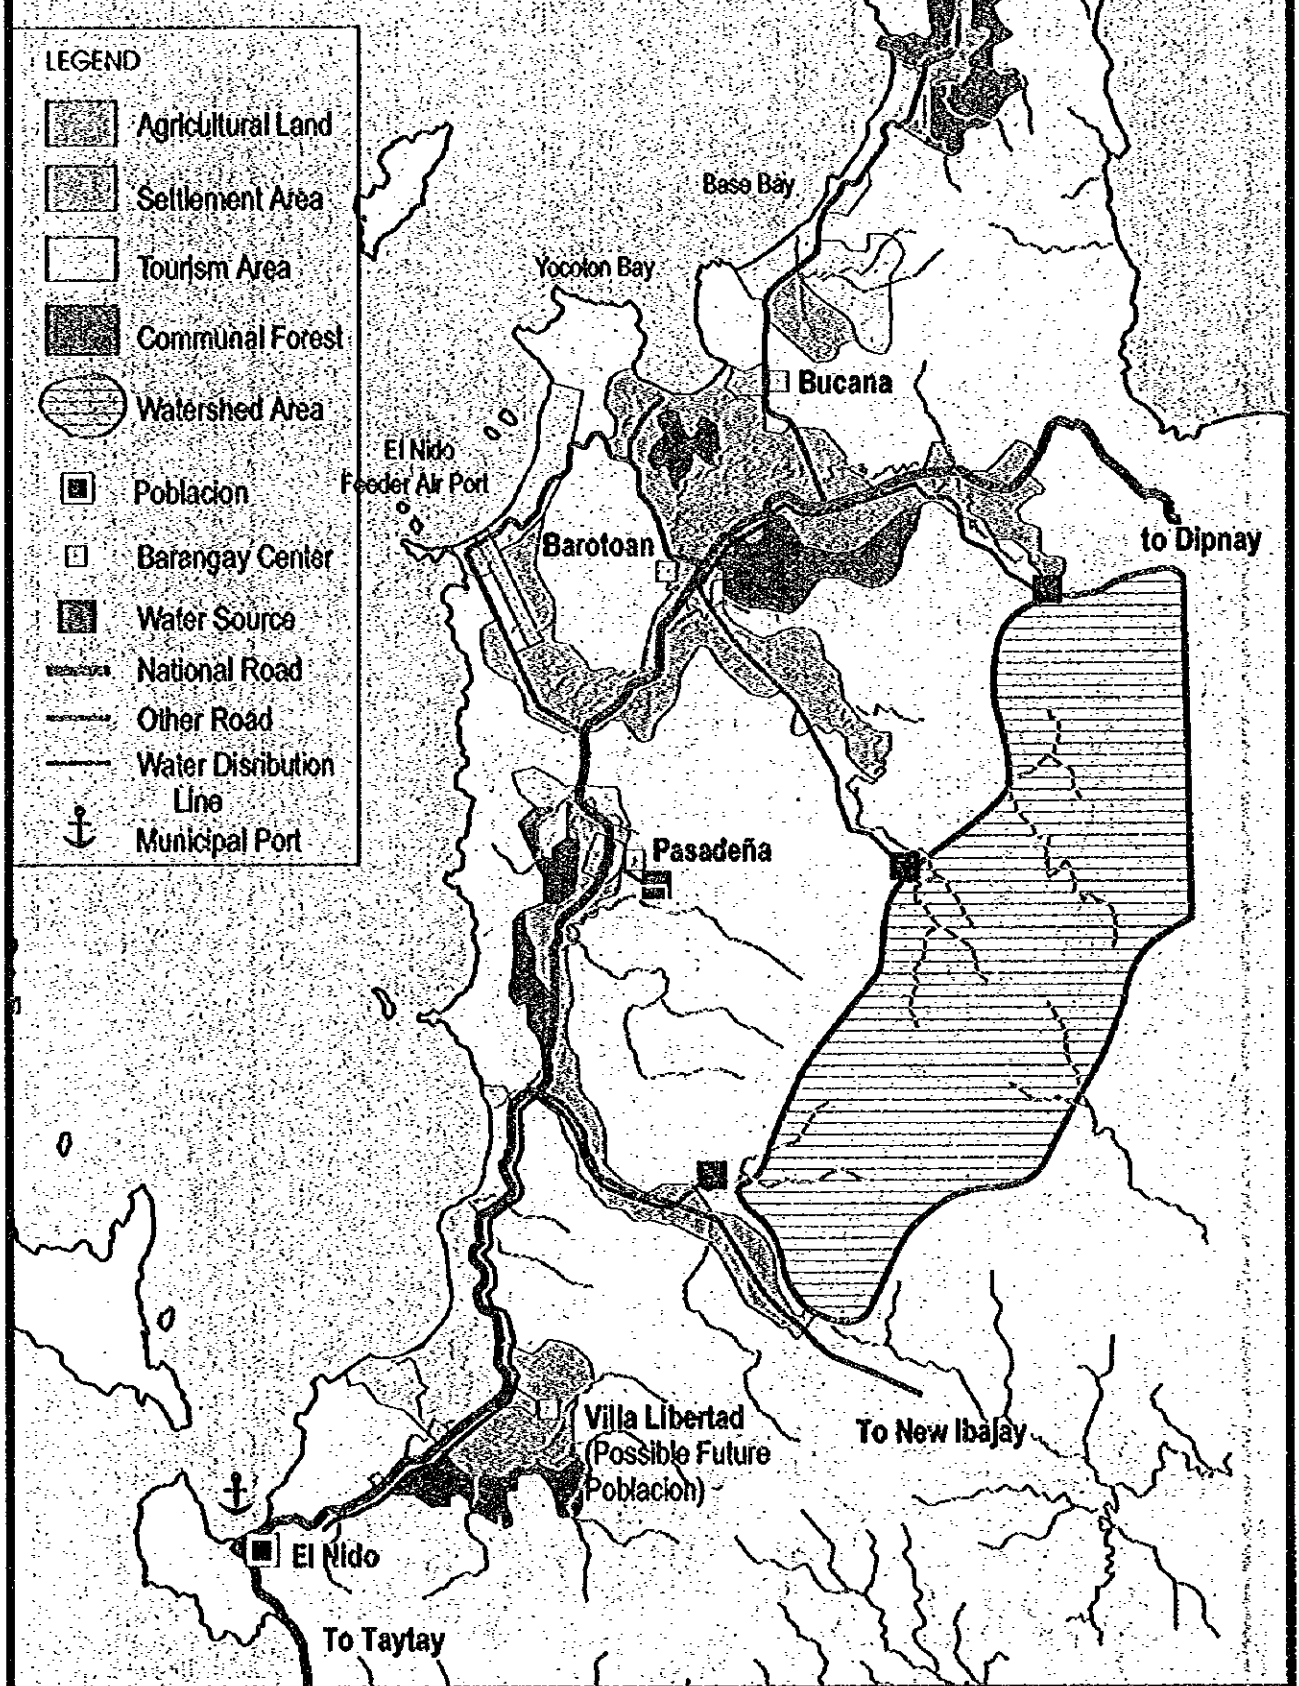 LEGEND
Agricultural Land
Settlement Area
Tourism Area
Communal Forest
Watershed Area
Poblacion
Barangay Center
Water Source
National Road
Other Road
Water Disribution
Line
Municipal Port
Base Bay
Yocoton Bay
Bucana
El Nido
Feeder Air Port
Barotoan
to Dipnay
Pasadeña
Villa Libertad
(Possible Future
Poblacion)
To New Ibajay
El Nido
To Taytay